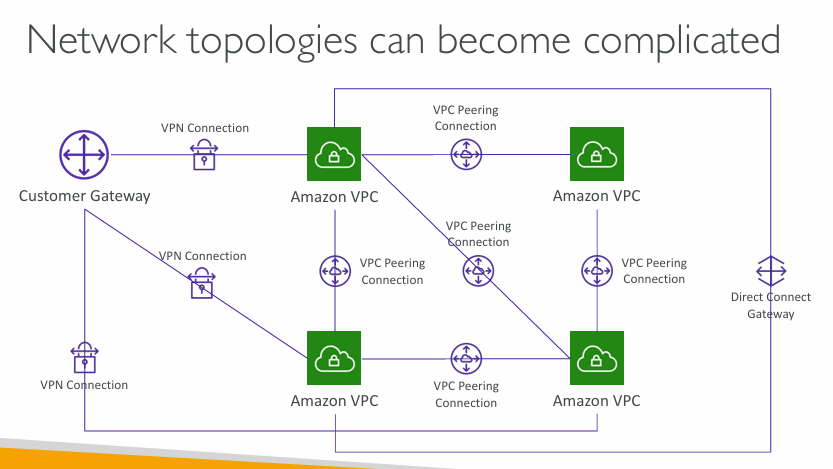 Network topologies can become complicated
VPC Peering
Connection
VPN Connection
Customer Gateway
Amazon VPC
Amazon VPC
VPC Peering
Connection
VPN Connection
VPC Peering
Connection
VPC Peering
Connection
Direct Connect
Gateway
VPN Connection
VPC Peering
Connection
Amazon VPC
Amazon VPC